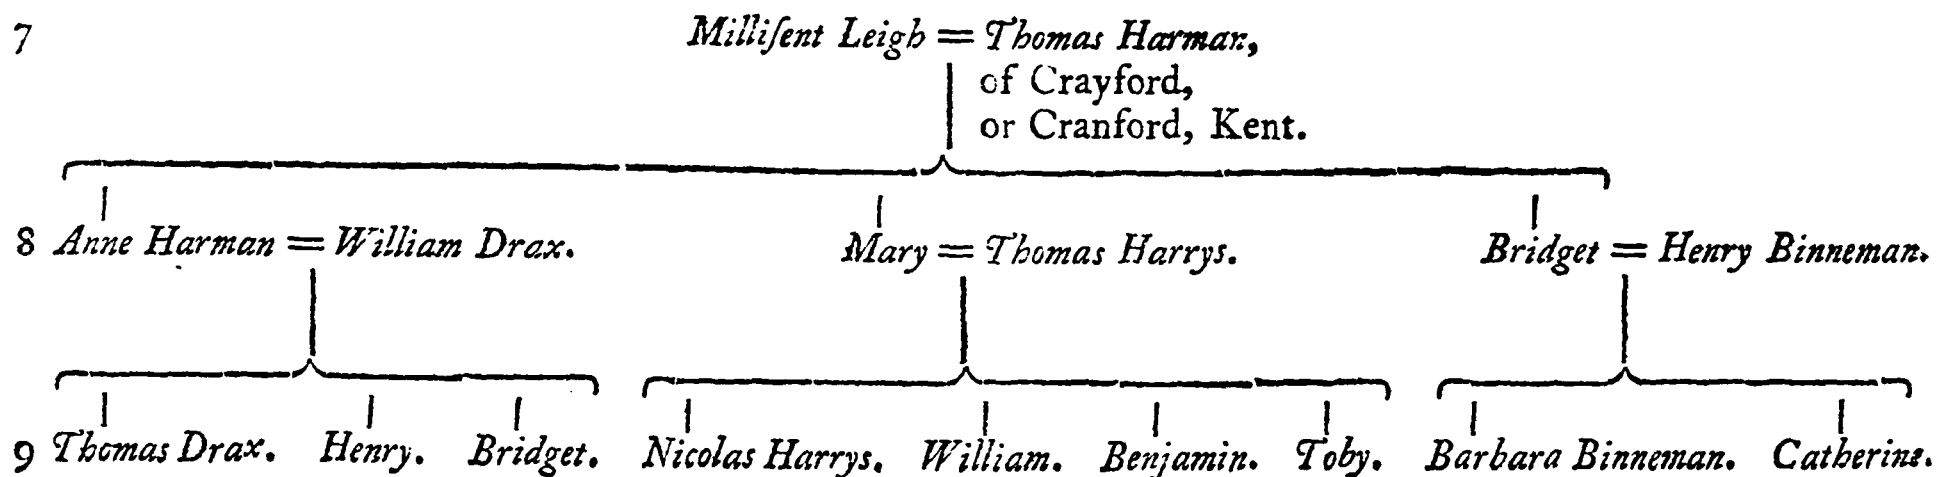 7 Milliſent Leigh = Thomas Harman,
of Crayford,
or Cranford, Kent.
8 Anne Harman = William Drax. Mary = Thomas Harrys. Bridget = Henry Binneman.
9 Thomas Drax. Henry. Bridget. Nicolas Harrys. William. Benjamin. Toby. Barbara Binneman. Catherine.